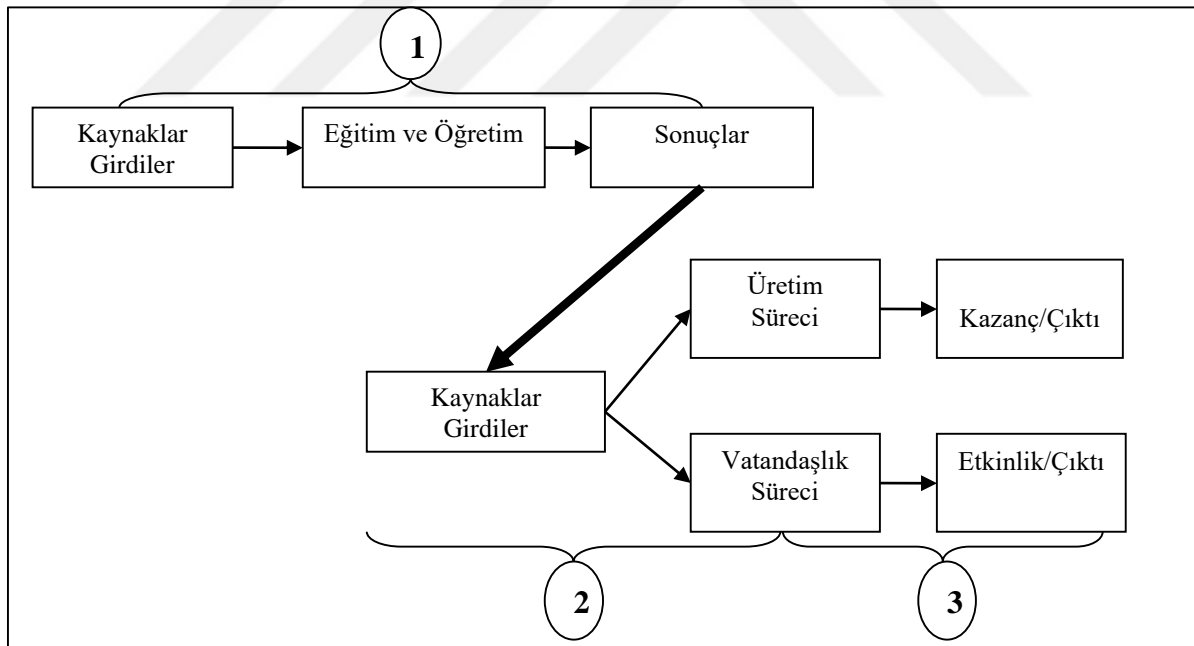 1
Kaynaklar
Girdiler
Eğitim ve Öğretim
Sonuçlar
Üretim
Süreci
Kazanç/Çıktı
Kaynaklar
Girdiler
Vatandaşlık
Süreci
Etkinlik/Çıktı
2
3